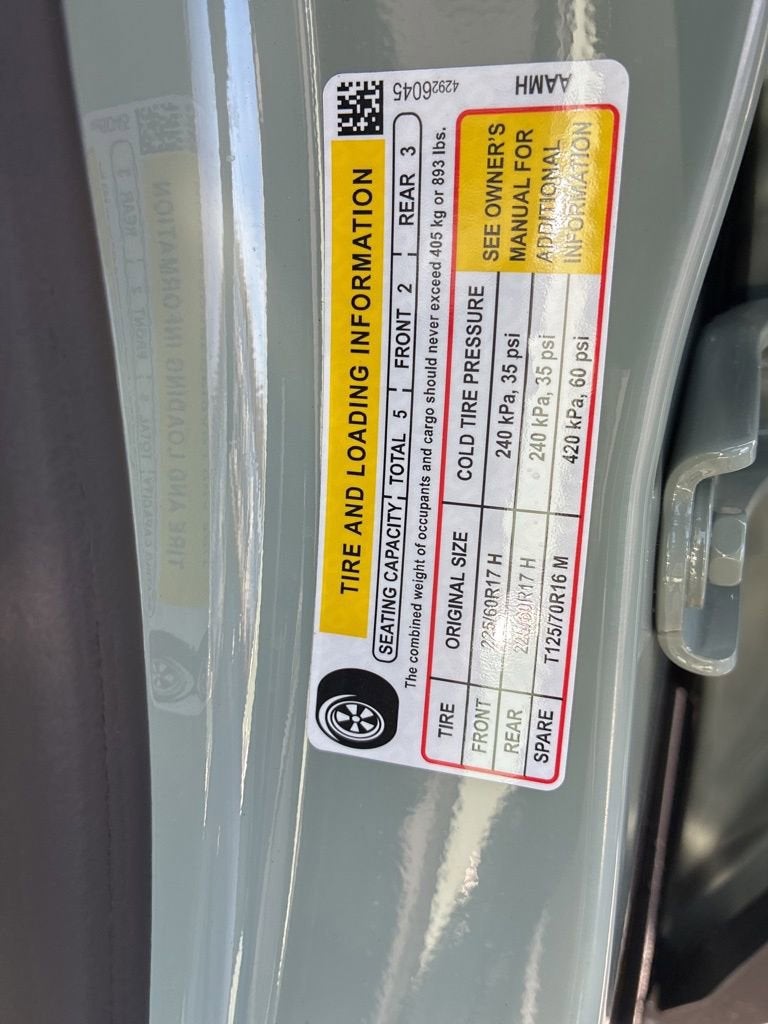 TIRE AND LOADING INFORMATION
SEATING CAPACITY TOTAL 5 FRONT 2 REAR 3
The combined weight of occupants and cargo should never exceed 405 kg or 893 lbs.
TIRE ORIGINAL SIZE COLD TIRE PRESSURE
FRONT 225/60R17 H 240 kPa, 35 psi
REAR 225/60R17 H 240 kPa, 35 psi
SPARE T125/70R16 M 420 kPa, 60 psi
SEE OWNER'S
MANUAL FOR
ADDITIONAL
INFORMATION
42926045
AAMH